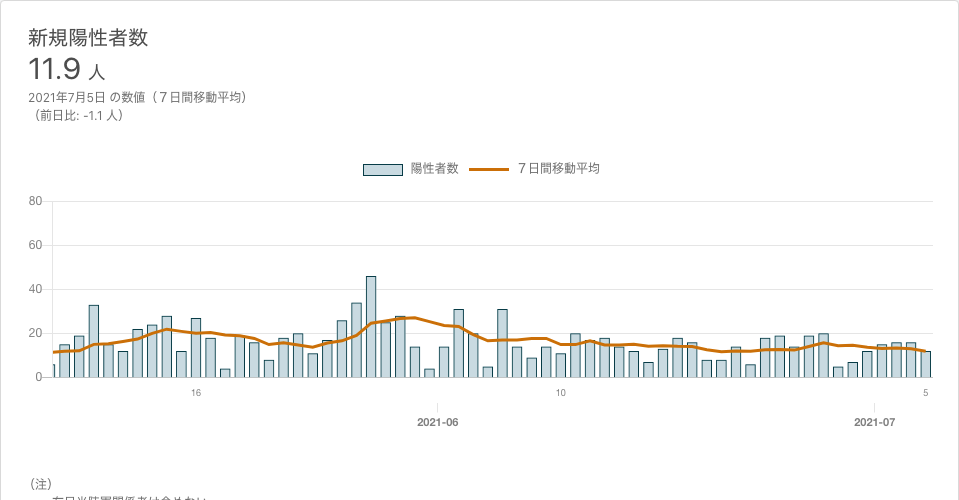 新規陽性者数
11.9 人
2021年7月5日 の数値（７日間移動平均）
（前日比: -1.1 人）
陽性者数 ７日間移動平均
80
60
40
20
0
16 10 5
2021-06 2021-07
（注）